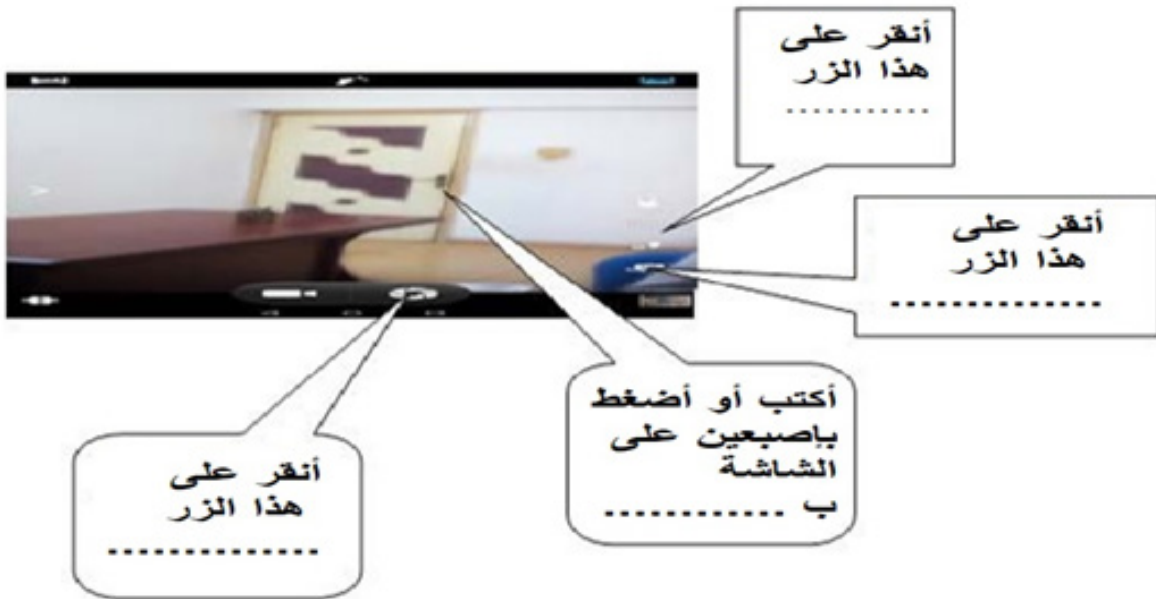 أنقر على
هذا الزر
...........
أنقر على
هذا الزر
..............
أكتب أو أضغط
بإصبعين على
الشاشة
ب ............
أنقر على
هذا الزر
..............